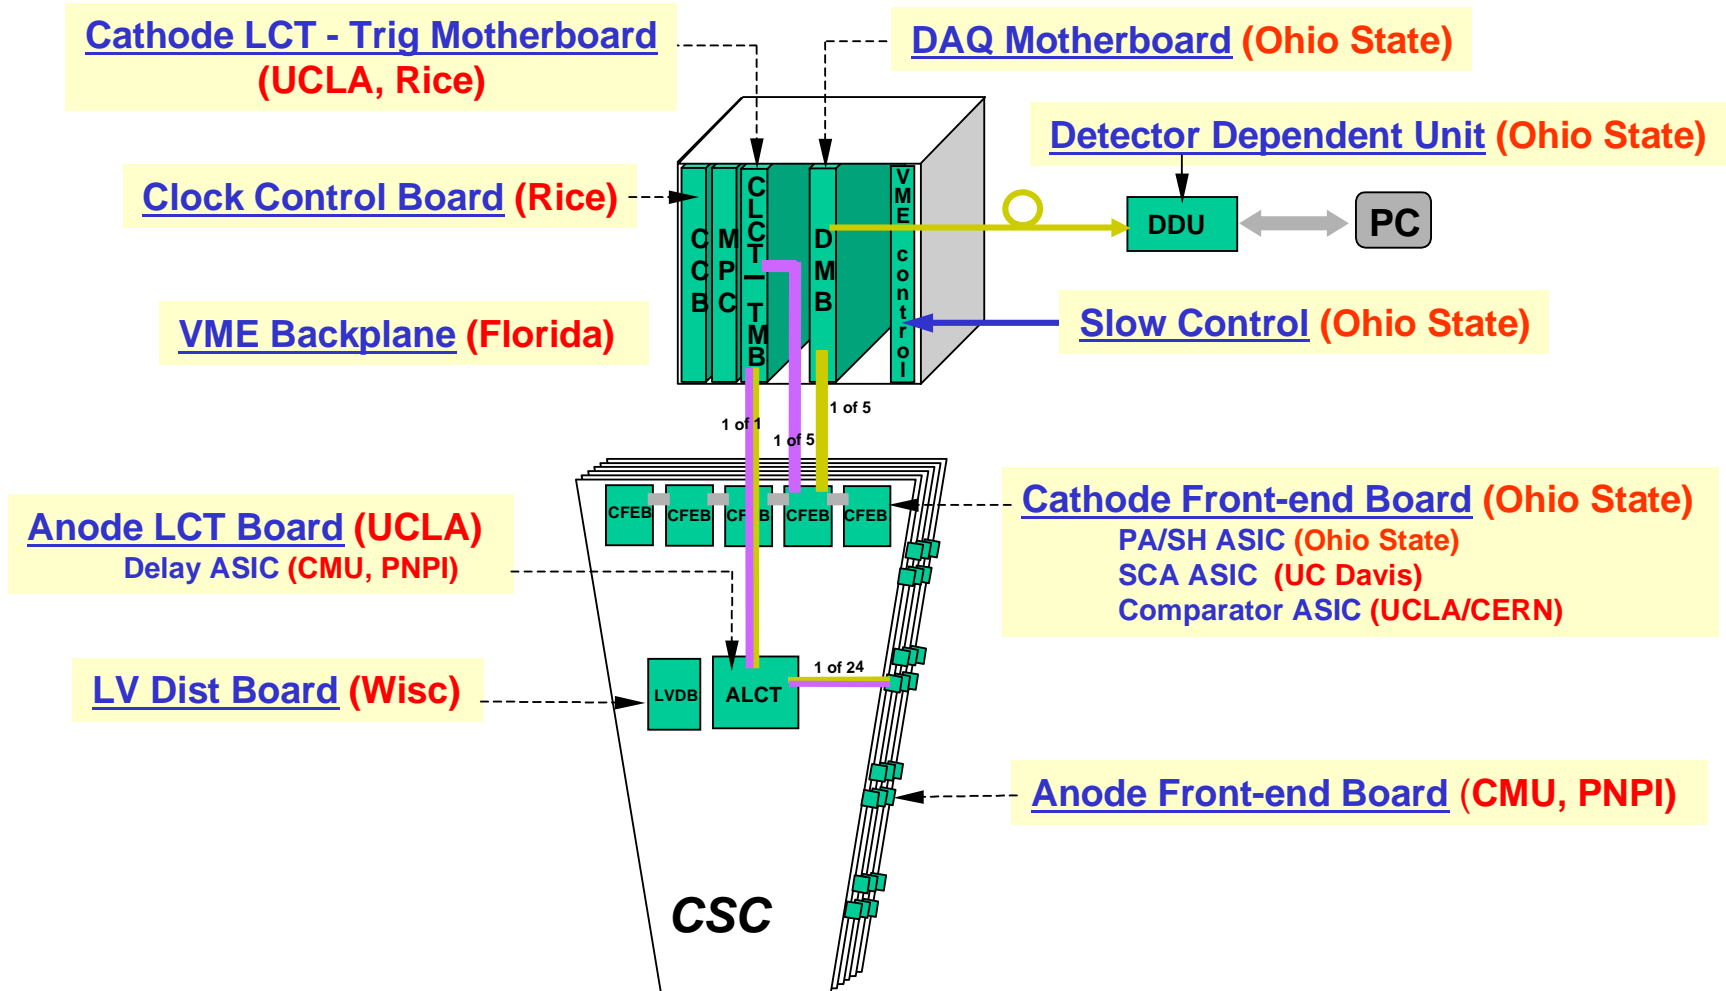 Cathode LCT - Trig Motherboard
(UCLA, Rice)
DAQ Motherboard (Ohio State)
Detector Dependent Unit (Ohio State)
Clock Control Board (Rice)
CCB
MPC
CLCT|TMB
DMB
VME control
DDU
PC
VME Backplane (Florida)
Slow Control (Ohio State)
1 of 1
1 of 5
1 of 5
CFEB
CFEB
CFEB
CFEB
CFEB
Cathode Front-end Board (Ohio State)
PA/SH ASIC (Ohio State)
SCA ASIC (UC Davis)
Comparator ASIC (UCLA/CERN)
Anode LCT Board (UCLA)
Delay ASIC (CMU, PNPI)
LV Dist Board (Wisc)
LVDB
ALCT
1 of 24
Anode Front-end Board (CMU, PNPI)
CSC